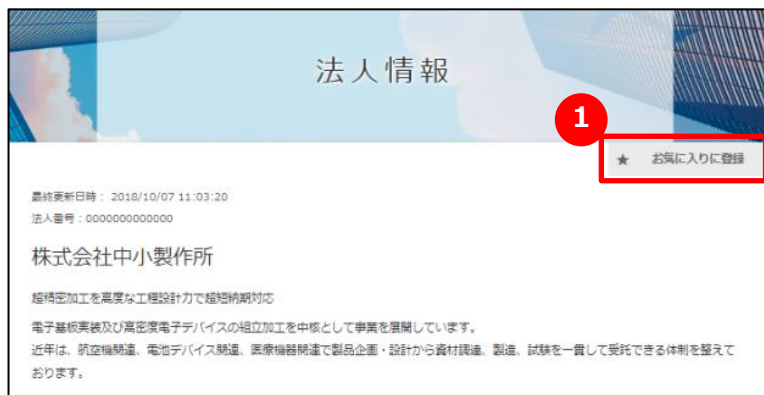 法人情報
1
★ お気に入りに登録
最終更新日時： 2018/10/07 11:03:20
法人番号：0000000000000
株式会社中小製作所
超精密加工を高度な工程設計力で超短納期対応
電子基板実装及び高密度電子デバイスの組立加工を中核として事業を展開しています。
近年は、航空機関連、電池デバイス関連、医療機器関連で製品企画・設計から資材調達、製造、試験を一貫して受託できる体制を整えて
おります。